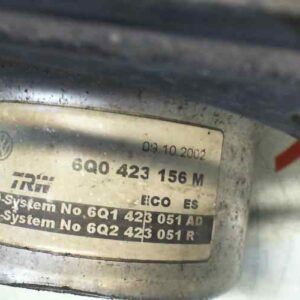 09.10.2002
6Q0 423 156 M
TRW
ECO ES
-System No 6Q1 423 051 AD
-System No 6Q2 423 051 R